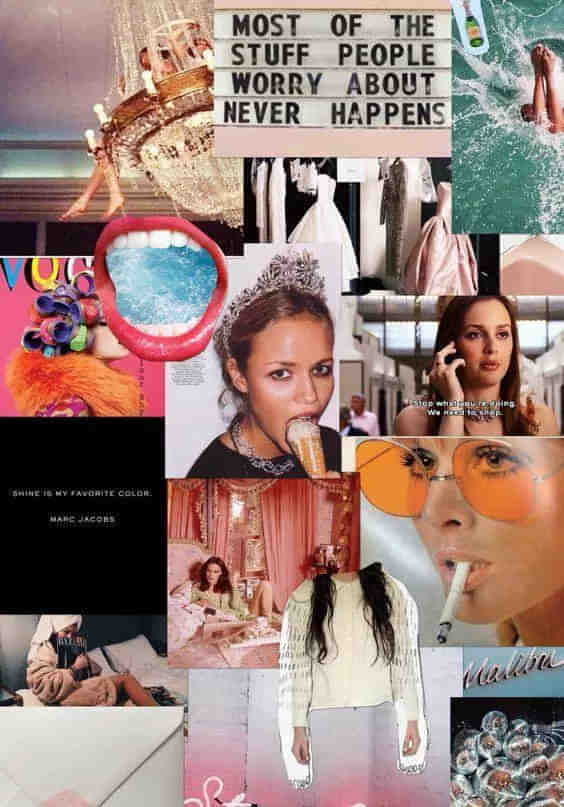 MOST OF THE
STUFF PEOPLE
WORRY ABOUT
NEVER HAPPENS
VOG
Stop what you're doing.
We need to shop.
SHINE IS MY FAVORITE COLOR.
MARC JACOBS
Malibu